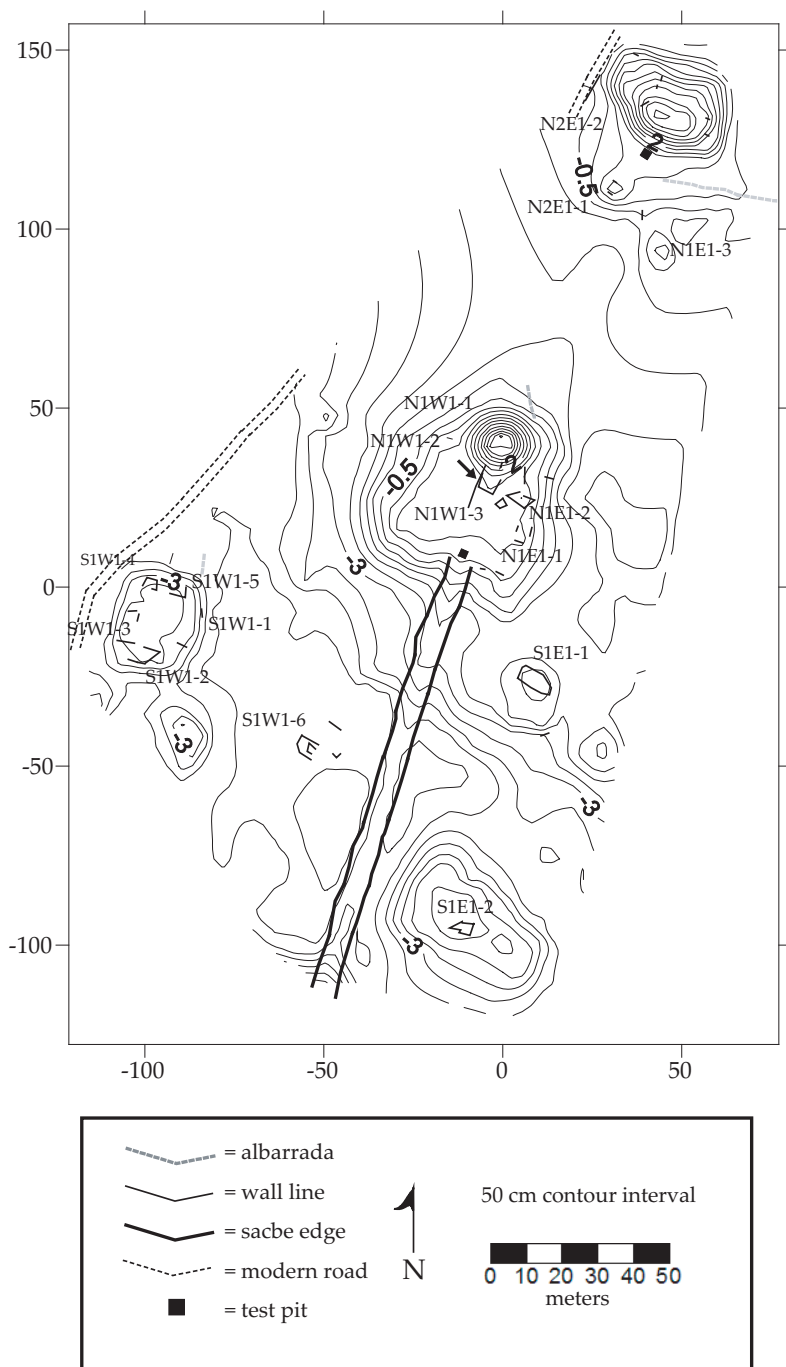 150
N2E1-2
2
-0.5
N2E1-1
100
N1E1-3
50
N1W1-1
N1W1-2
-0.5
2
N1W1-3
N1E1-2
N1E1-1
-3
S1W1-4
-3
S1W1-5
0
S1W1-3
S1W1-1
S1E1-1
S1W1-2
S1W1-6
-3
-50
-3
S1E1-2
-100
-3
-100
-50
0
50
= albarrada
= wall line
= sacbe edge
= modern road
= test pit
N
50 cm contour interval
0 10 20 30 40 50
meters